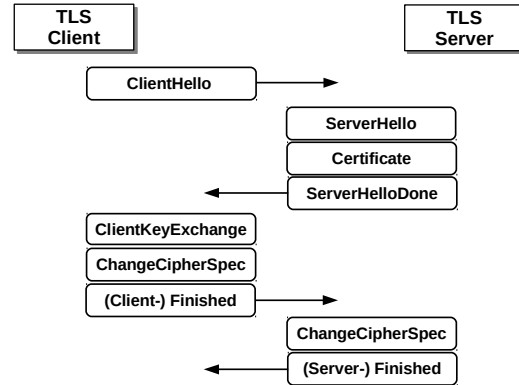 TLS
Client
TLS
Server
ClientHello
ServerHello
Certificate
ServerHelloDone
ClientKeyExchange
ChangeCipherSpec
(Client-) Finished
ChangeCipherSpec
(Server-) Finished